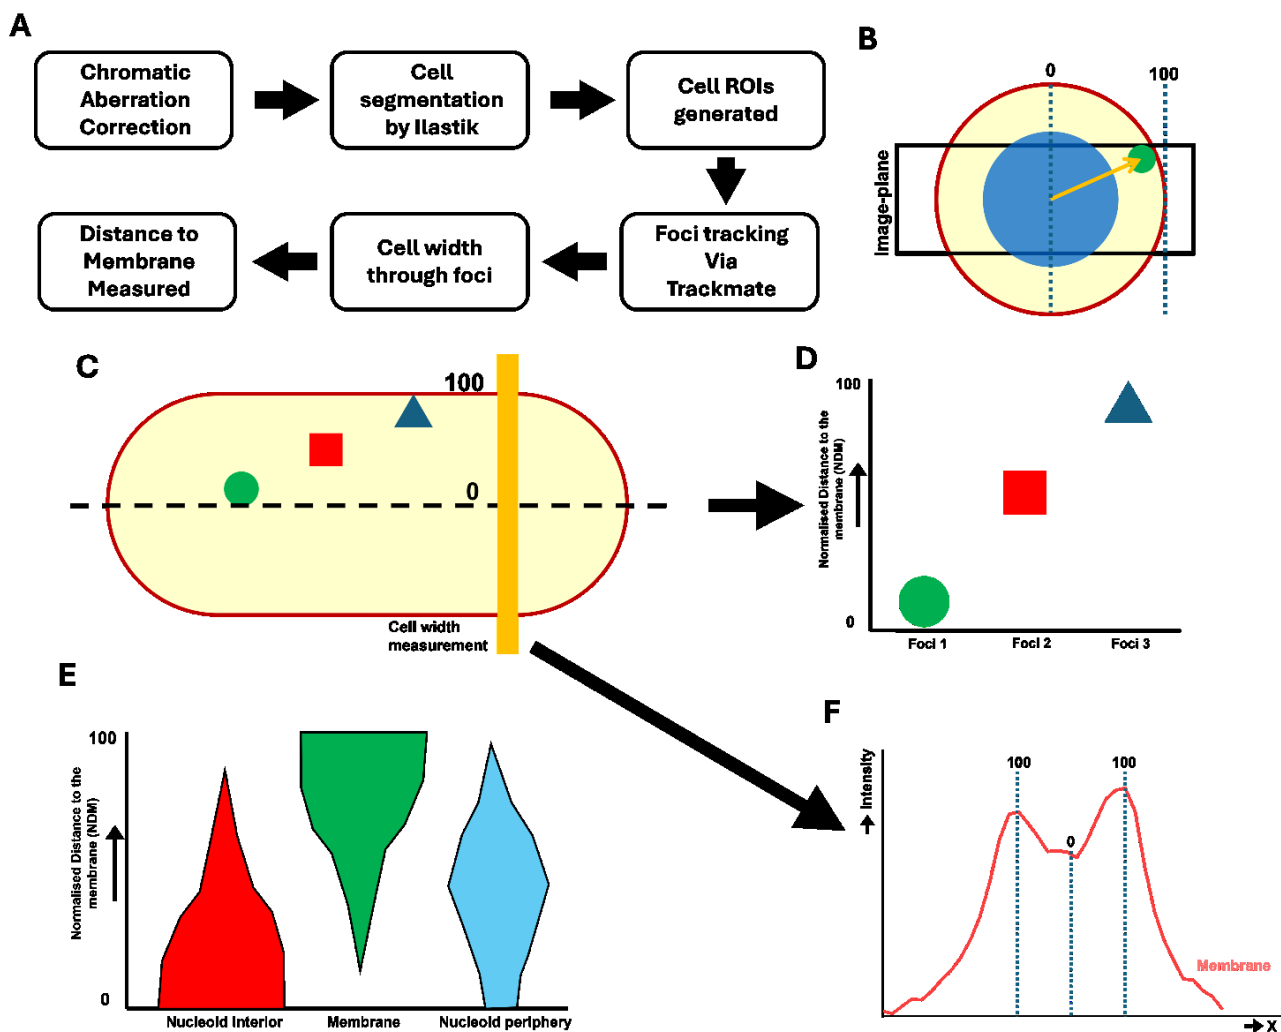 A
Chromatic
Aberration
Correction
Cell
segmentation
by Ilastik
Cell ROIs
generated
Distance to
Membrane
Measured
Cell width
through foci
Foci tracking
Via
Trackmate
B
0
100
Image-plane
C
100
0
Cell width
measurement
D
100
Normalised Distance to the
membrane (NDM)
0
Foci 1
Foci 2
Foci 3
E
100
Normalised Distance to the
membrane (NDM)
0
Nucleoid Interior
Membrane
Nucleoid periphery
F
Intensity
100
0
100
Membrane
X